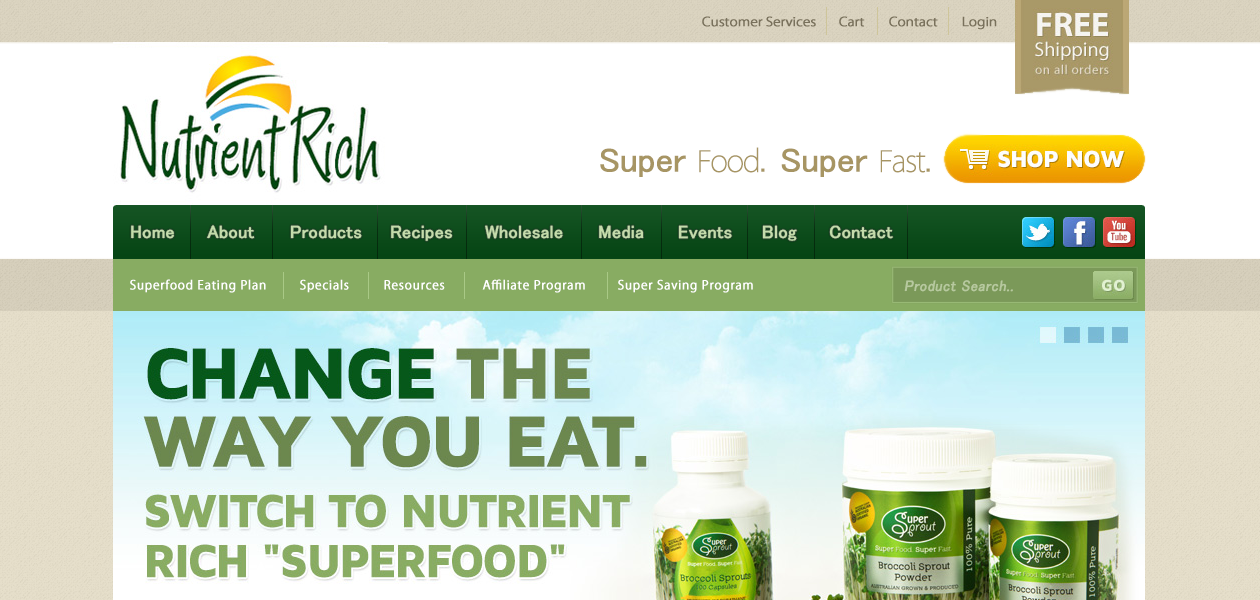 Customer Services Cart Contact Login
FREE
Shipping
on all orders
Nutrient Rich
Super Food. Super Fast. SHOP NOW
Home About Products Recipes Wholesale Media Events Blog Contact
You
Tube
Superfood Eating Plan Specials Resources Affiliate Program Super Saving Program Product Search.. GO
CHANGE THE
WAY YOU EAT.
SWITCH TO NUTRIENT
RICH "SUPERFOOD"
Super
Sprout
Super Food. Super Fast.
Broccoli Sprouts
Capsules
Super
Sprout
Super Food. Super Fast.
Broccoli Sprout
Powder
AUSTRALIAN GROWN & PRODUCED
100% Pure
Super
Sprout
Super Food. Super Fast.
Broccoli Sprout
Powder
100% Pure